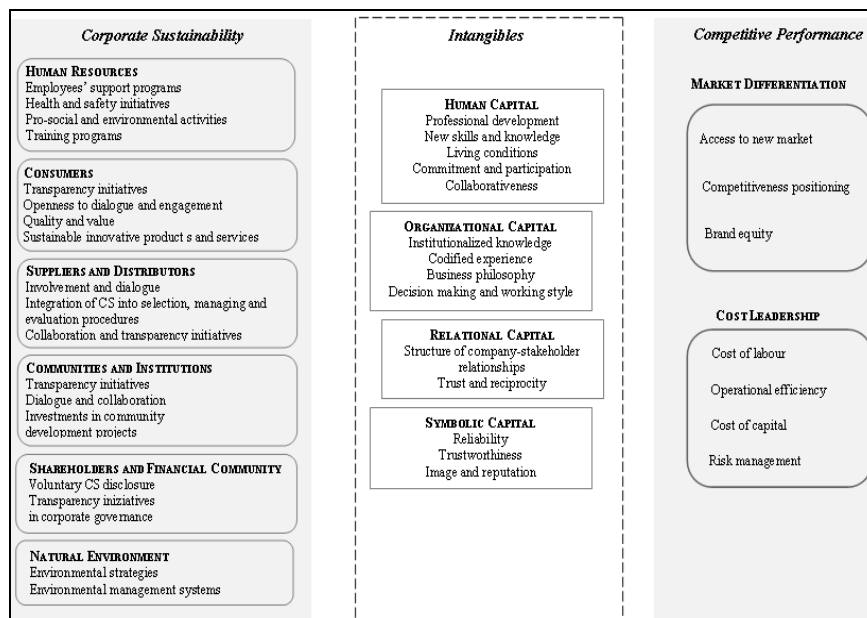 Corporate Sustainability
HUMAN RESOURCES
Employees' support programs
Health and safety initiatives
Pro-social and environmental activities
Training programs
CONSUMERS
Transparency initiatives
Openness to dialogue and engagement
Quality and value
Sustainable innovative product s and services
SUPPLIERS AND DISTRIBUTORS
Involvement and dialogue
Integration of CS into selection, managing and
evaluation procedures
Collaboration and transparency initiatives
COMMUNITIES AND INSTITUTIONS
Transparency initiatives
Dialogue and collaboration
Investments in community
development projects
SHAREHOLDERS AND FINANCIAL COMMUNITY
Voluntary CS disclosure
Transparency iniziatives
in corporate governance
NATURAL ENVIRONMENT
Environmental strategies
Environmental management systems
Intangibles
HUMAN CAPITAL
Professional development
New skills and knowledge
Living conditions
Commitment and participation
Collaborativeness
ORGANIZATIONAL CAPITAL
Institutionalized knowledge
Codified experience
Business philosophy
Decision making and working style
RELATIONAL CAPITAL
Structure of company-stakeholder
relationships
Trust and reciprocity
SYMBOLIC CAPITAL
Reliability
Trustworthiness
Image and reputation
Competitive Performance
MARKET DIFFERENTIATION
Access to new market
Competitiveness positioning
Brand equity
COST LEADERSHIP
Cost of labour
Operational efficiency
Cost of capital
Risk management